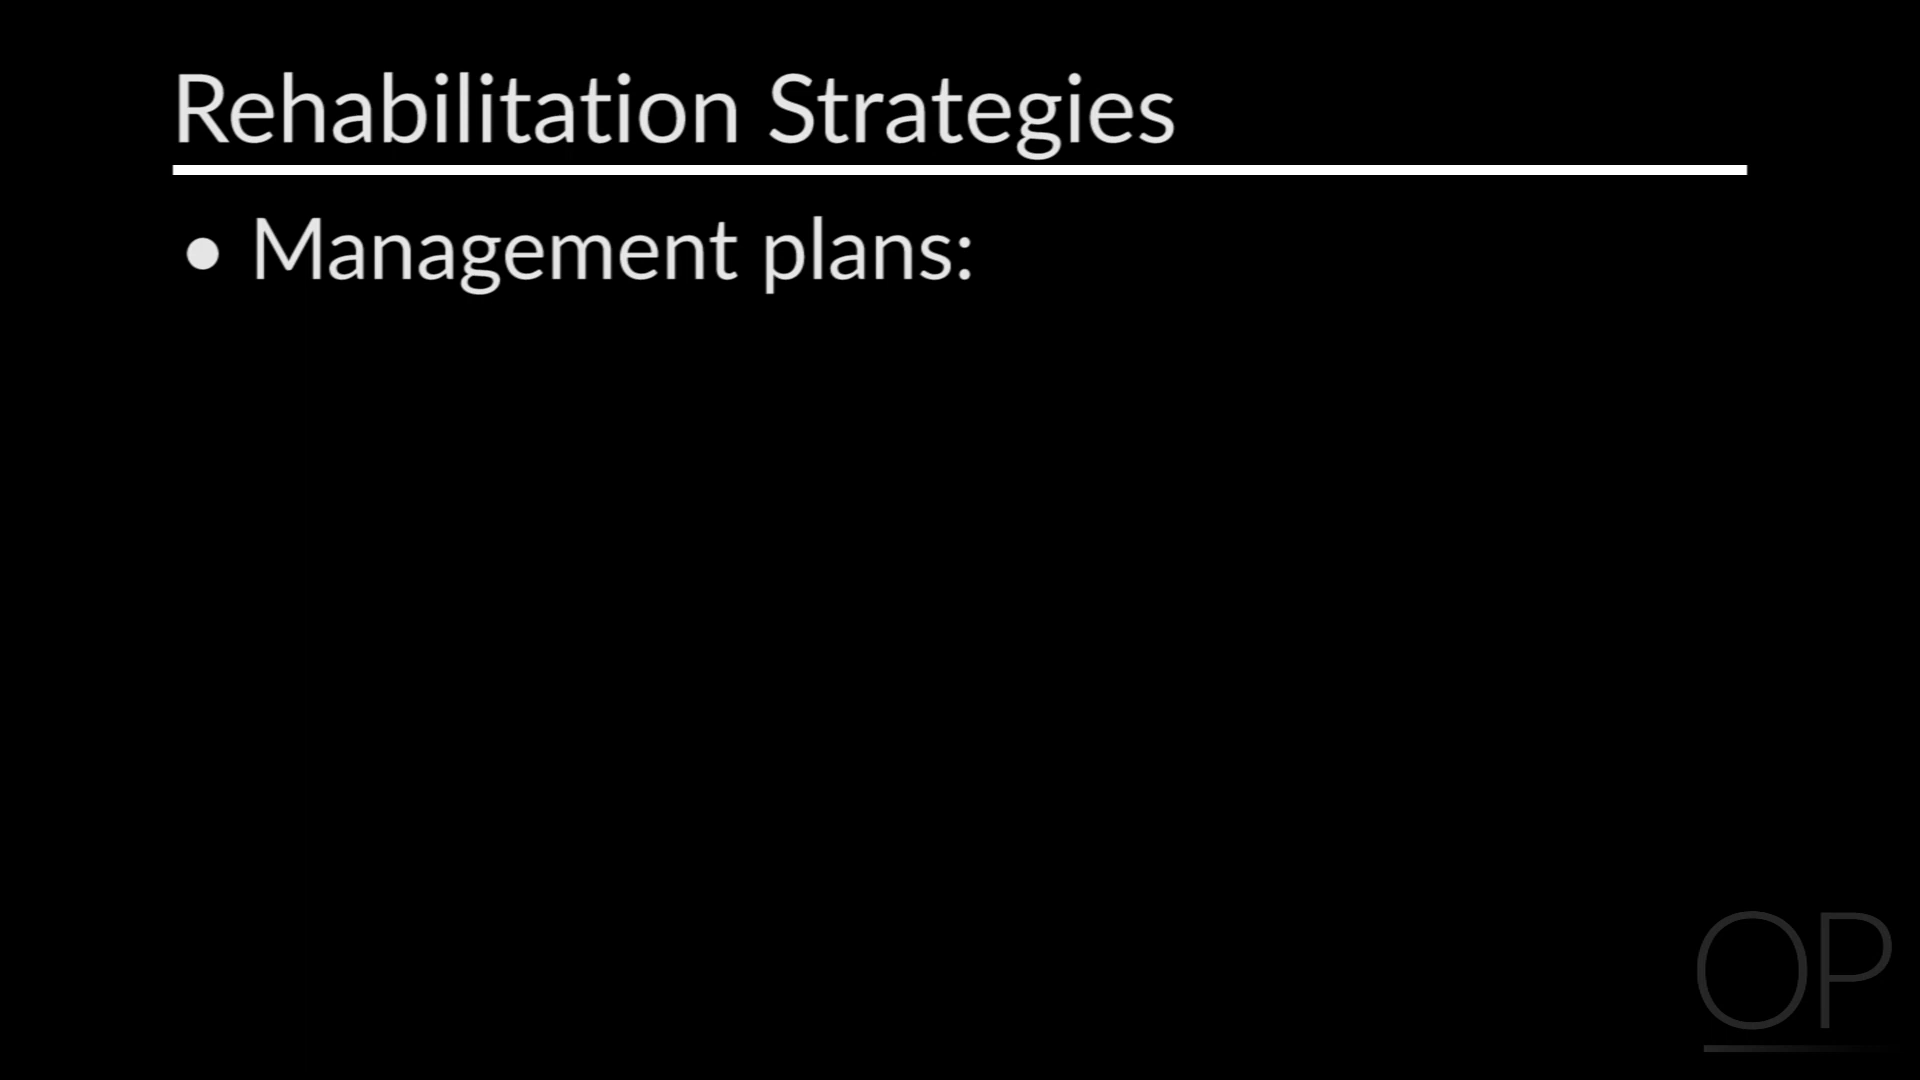 Rehabilitation Strategies
● Management plans:
OP